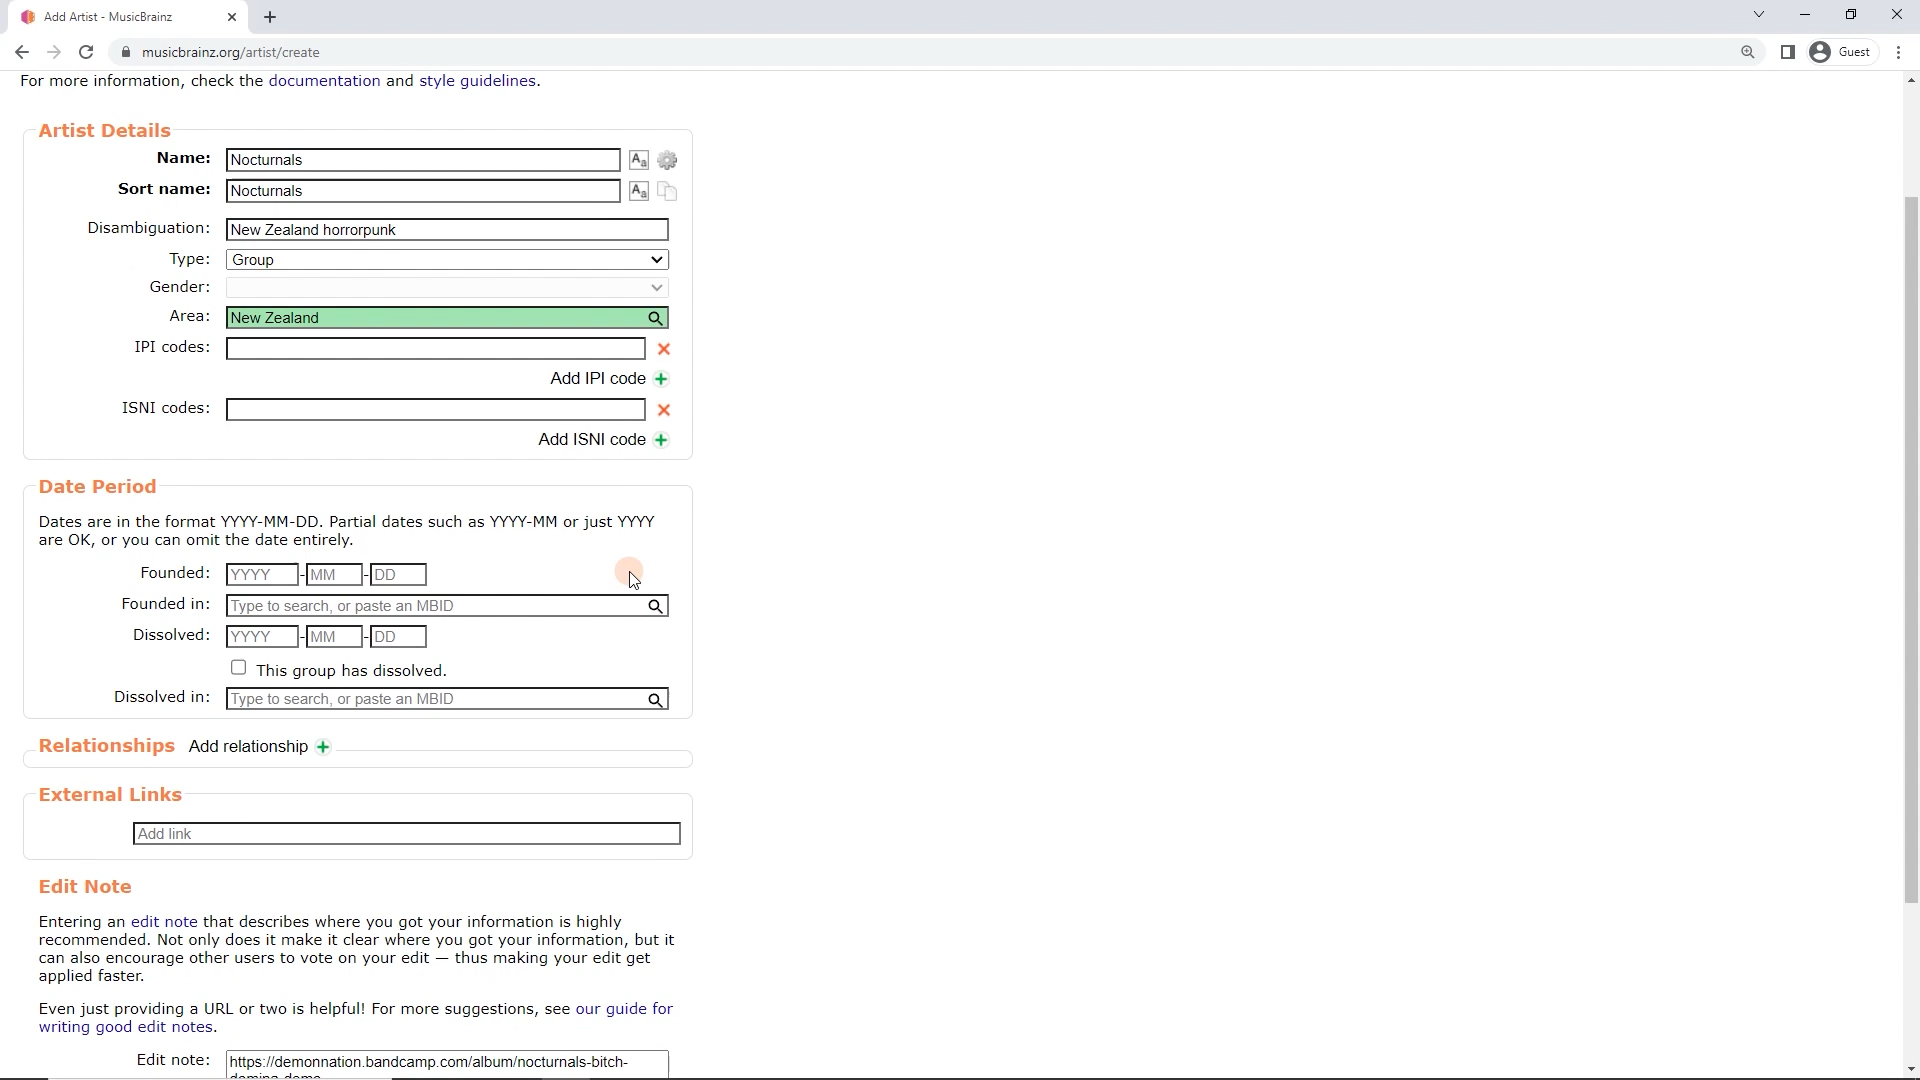 Add Artist - MusicBrainz
musicbrainz.org/artist/create
Guest
For more information, check the documentation and style guidelines.
Artist Details
Name: Nocturnals
Sort name: Nocturnals
Disambiguation: New Zealand horrorpunk
Type: Group
Gender:
Area: New Zealand
IPI codes:
Add IPI code
ISNI codes:
Add ISNI code
Date Period
Dates are in the format YYYY-MM-DD. Partial dates such as YYYY-MM or just YYYY
are OK, or you can omit the date entirely.
Founded: YYYY - MM - DD
Founded in: Type to search, or paste an MBID
Dissolved: YYYY - MM - DD
This group has dissolved.
Dissolved in: Type to search, or paste an MBID
Relationships Add relationship
External Links
Add link
Edit Note
Entering an edit note that describes where you got your information is highly
recommended. Not only does it make it clear where you got your information, but it
can also encourage other users to vote on your edit — thus making your edit get
applied faster.
Even just providing a URL or two is helpful! For more suggestions, see our guide for
writing good edit notes.
Edit note: https://demonnation.bandcamp.com/album/nocturnals-bitch-